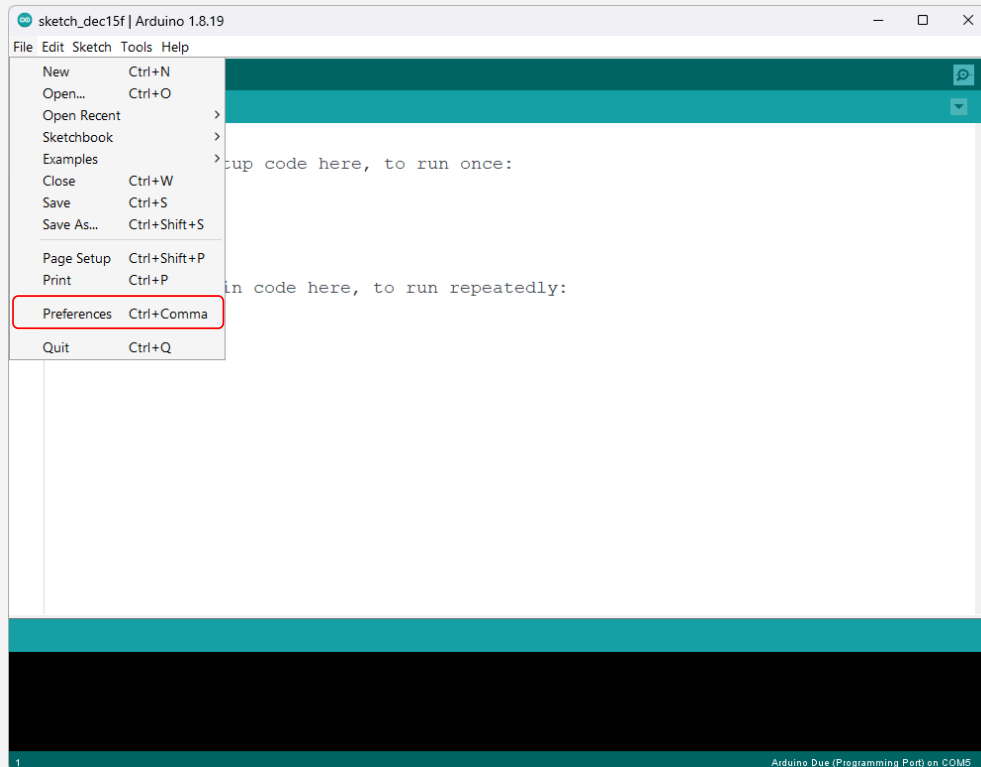 sketch_dec15f | Arduino 1.8.19
File Edit Sketch Tools Help
New Ctrl+N
Open... Ctrl+O
Open Recent
Sketchbook
Examples
Close Ctrl+W
Save Ctrl+S
Save As... Ctrl+Shift+S
Page Setup Ctrl+Shift+P
Print Ctrl+P
Preferences Ctrl+Comma
Quit Ctrl+Q
tup code here, to run once:
in code here, to run repeatedly:
1
Arduino Due (Programming Port) on COM5